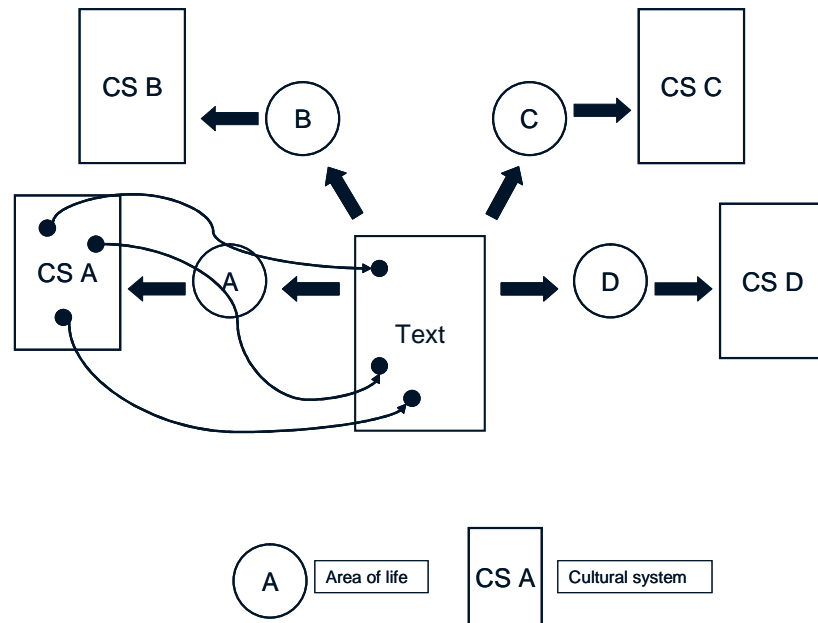 CS B
B
C
CS C
CS A
A
Text
D
CS D
A
Area of life
CS A
Cultural system